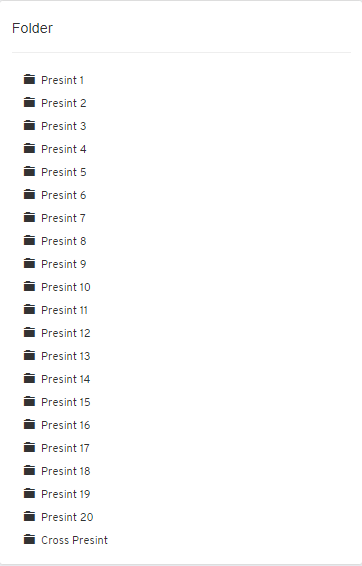 Folder
Presint 1
Presint 2
Presint 3
Presint 4
Presint 5
Presint 6
Presint 7
Presint 8
Presint 9
Presint 10
Presint 11
Presint 12
Presint 13
Presint 14
Presint 15
Presint 16
Presint 17
Presint 18
Presint 19
Presint 20
Cross Presint